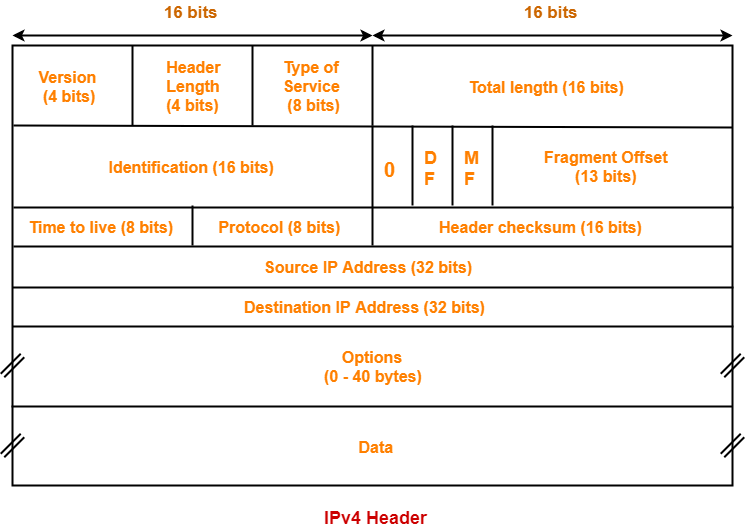 16 bits
16 bits
Version
(4 bits)
Header
Length
(4 bits)
Type of
Service
(8 bits)
Total length (16 bits)
Identification (16 bits)
0
D
F
M
F
Fragment Offset
(13 bits)
Time to live (8 bits)
Protocol (8 bits)
Header checksum (16 bits)
Source IP Address (32 bits)
Destination IP Address (32 bits)
Options
(0 - 40 bytes)
Data
IPv4 Header